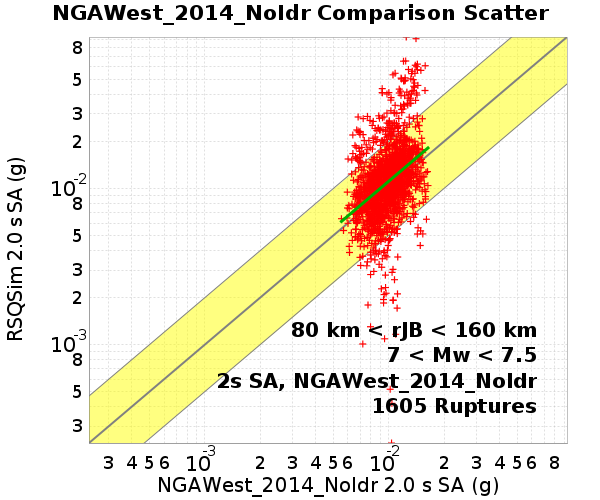 NGAWest_2014_NoIdr Comparison Scatter
8
5
3
2
10-2
8
5
3
2
10-3
8
5
3
RSQSim 2.0 s SA (g)
80 km < rJB < 160 km
7 < Mw < 7.5
2s SA, NGAWest_2014_NoIdr
1605 Ruptures
3 4 5 6 8 10-3 2 3 4 5 6 8 10-2 2 3 4 5 6 8
NGAWest_2014_NoIdr 2.0 s SA (g)